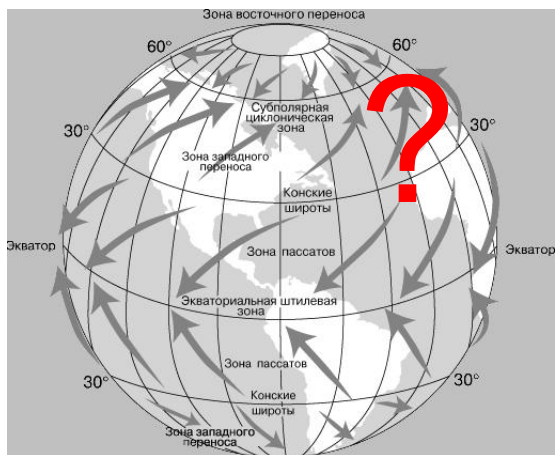 Зона восточного переноса
60°
60°
Субполярная
циклоническая
зона
?
30°
30°
Зона западного
переноса
Конские
широты
Экватор
Зона пассатов
Экватор
Экваториальная штилевая
зона
Зона пассатов
30°
30°
Конские
широты
Зона западного
переноса